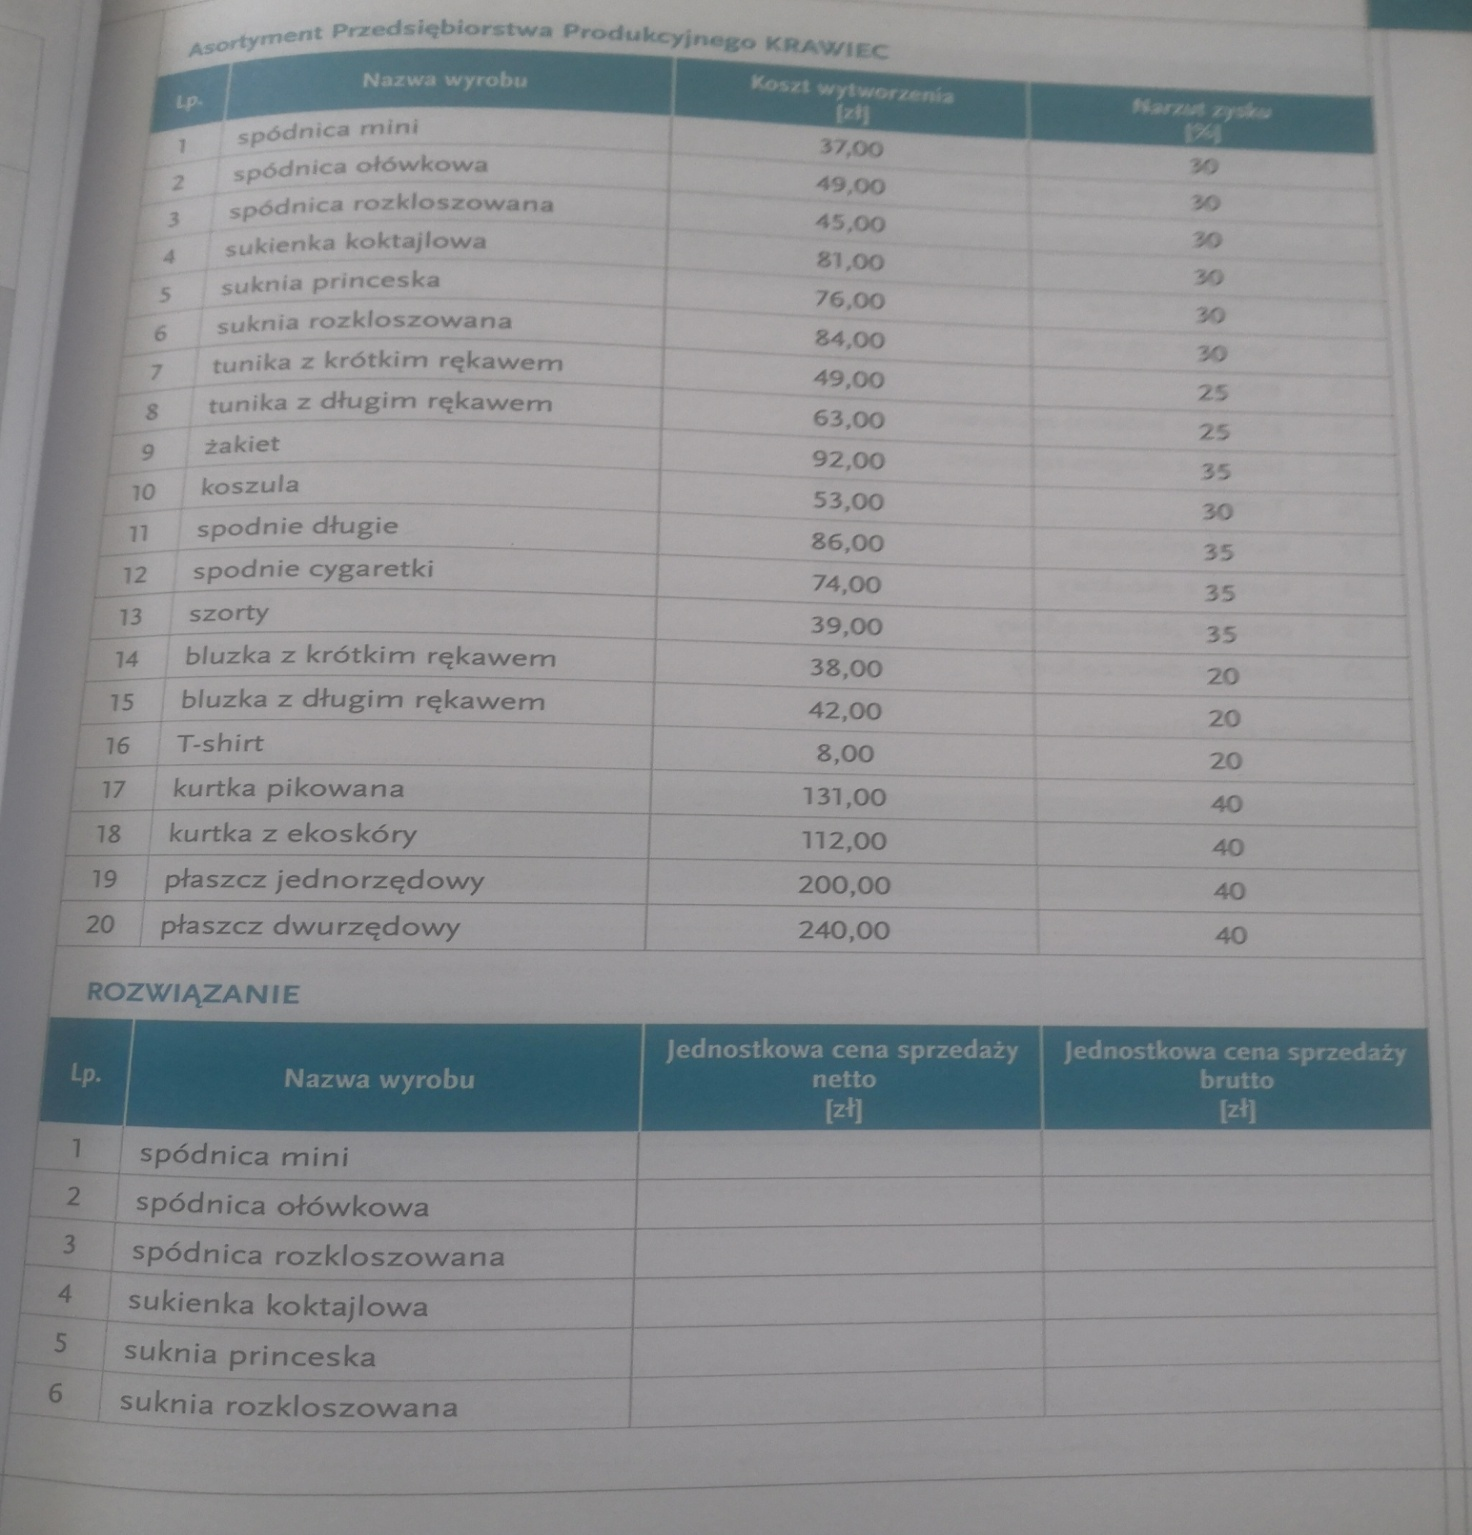 Asortyment Przedsiębiorstwa Produkcyjnego KRAWIEC
Lp. Nazwa wyrobu Koszt wytworzenia [zł] Narzut zysku [%]
1 spódnica mini 37,00 30
2 spódnica ołówkowa 49,00 30
3 spódnica rozkloszowana 45,00 30
4 sukienka koktajlowa 81,00 30
5 suknia princeska 76,00 30
6 suknia rozkloszowana 84,00 30
7 tunika z krótkim rękawem 49,00 25
8 tunika z długim rękawem 63,00 25
9 żakiet 92,00 35
10 koszula 53,00 30
11 spodnie długie 86,00 35
12 spodnie cygaretki 74,00 35
13 szorty 39,00 35
14 bluzka z krótkim rękawem 38,00 20
15 bluzka z długim rękawem 42,00 20
16 T-shirt 8,00 20
17 kurtka pikowana 131,00 40
18 kurtka z ekoskóry 112,00 40
19 płaszcz jednorzędowy 200,00 40
20 płaszcz dwurzędowy 240,00 40
ROZWIĄZANIE
Lp. Nazwa wyrobu Jednostkowa cena sprzedaży netto [zł] Jednostkowa cena sprzedaży brutto [zł]
1 spódnica mini
2 spódnica ołówkowa
3 spódnica rozkloszowana
4 sukienka koktajlowa
5 suknia princeska
6 suknia rozkloszowana